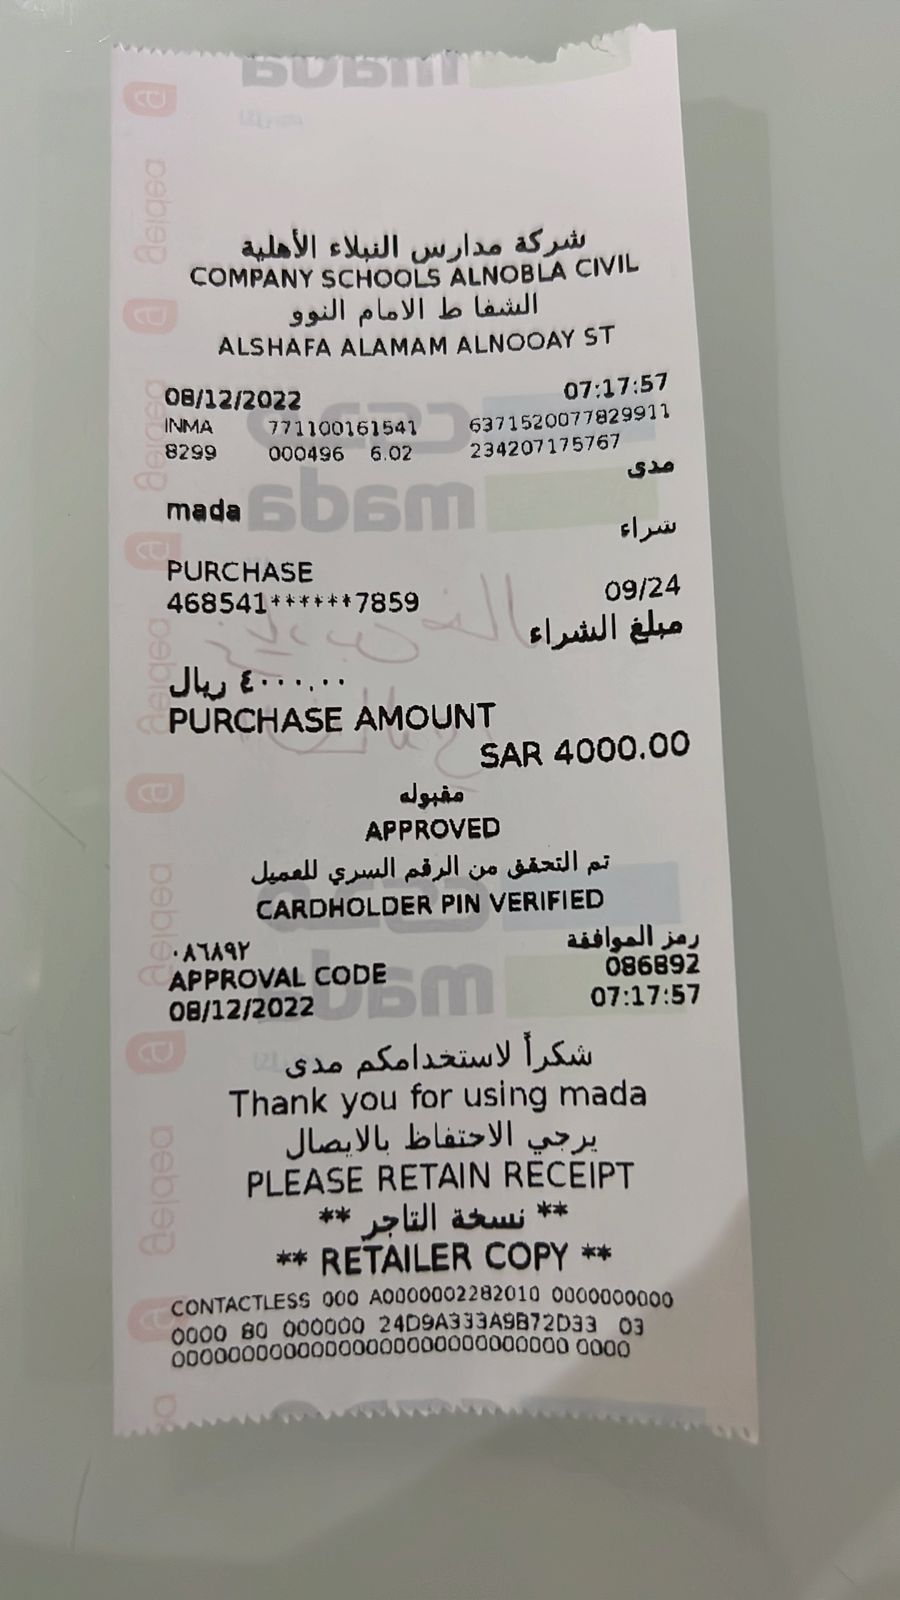 شركة مدارس النبلاء الأهلية
COMPANY SCHOOLS ALNOBLA CIVIL
الشفا ط الامام النوو
ALSHAFA ALAMAM ALNOOAY ST
08/12/2022 07:17:57
INMA 771100161541 6371520077829911
8299 000496 6.02 234207175767
مدى
mada
شراء
PURCHASE
468541******7859 09/24
مبلغ الشراء
٤٠٠٠.٠٠ ريال
PURCHASE AMOUNT
SAR 4000.00
مقبوله
APPROVED
تم التحقق من الرقم السري للعميل
CARDHOLDER PIN VERIFIED
رمز الموافقة ٠٨٦٨٩٢
APPROVAL CODE 086892
08/12/2022 07:17:57
شكراً لاستخدامكم مدى
Thank you for using mada
يرجي الاحتفاظ بالايصال
PLEASE RETAIN RECEIPT
** نسخة التاجر **
** RETAILER COPY **
CONTACTLESS 000 A0000002282010 0000000000
0000 80 000000 24D9A333A9B72D33 03